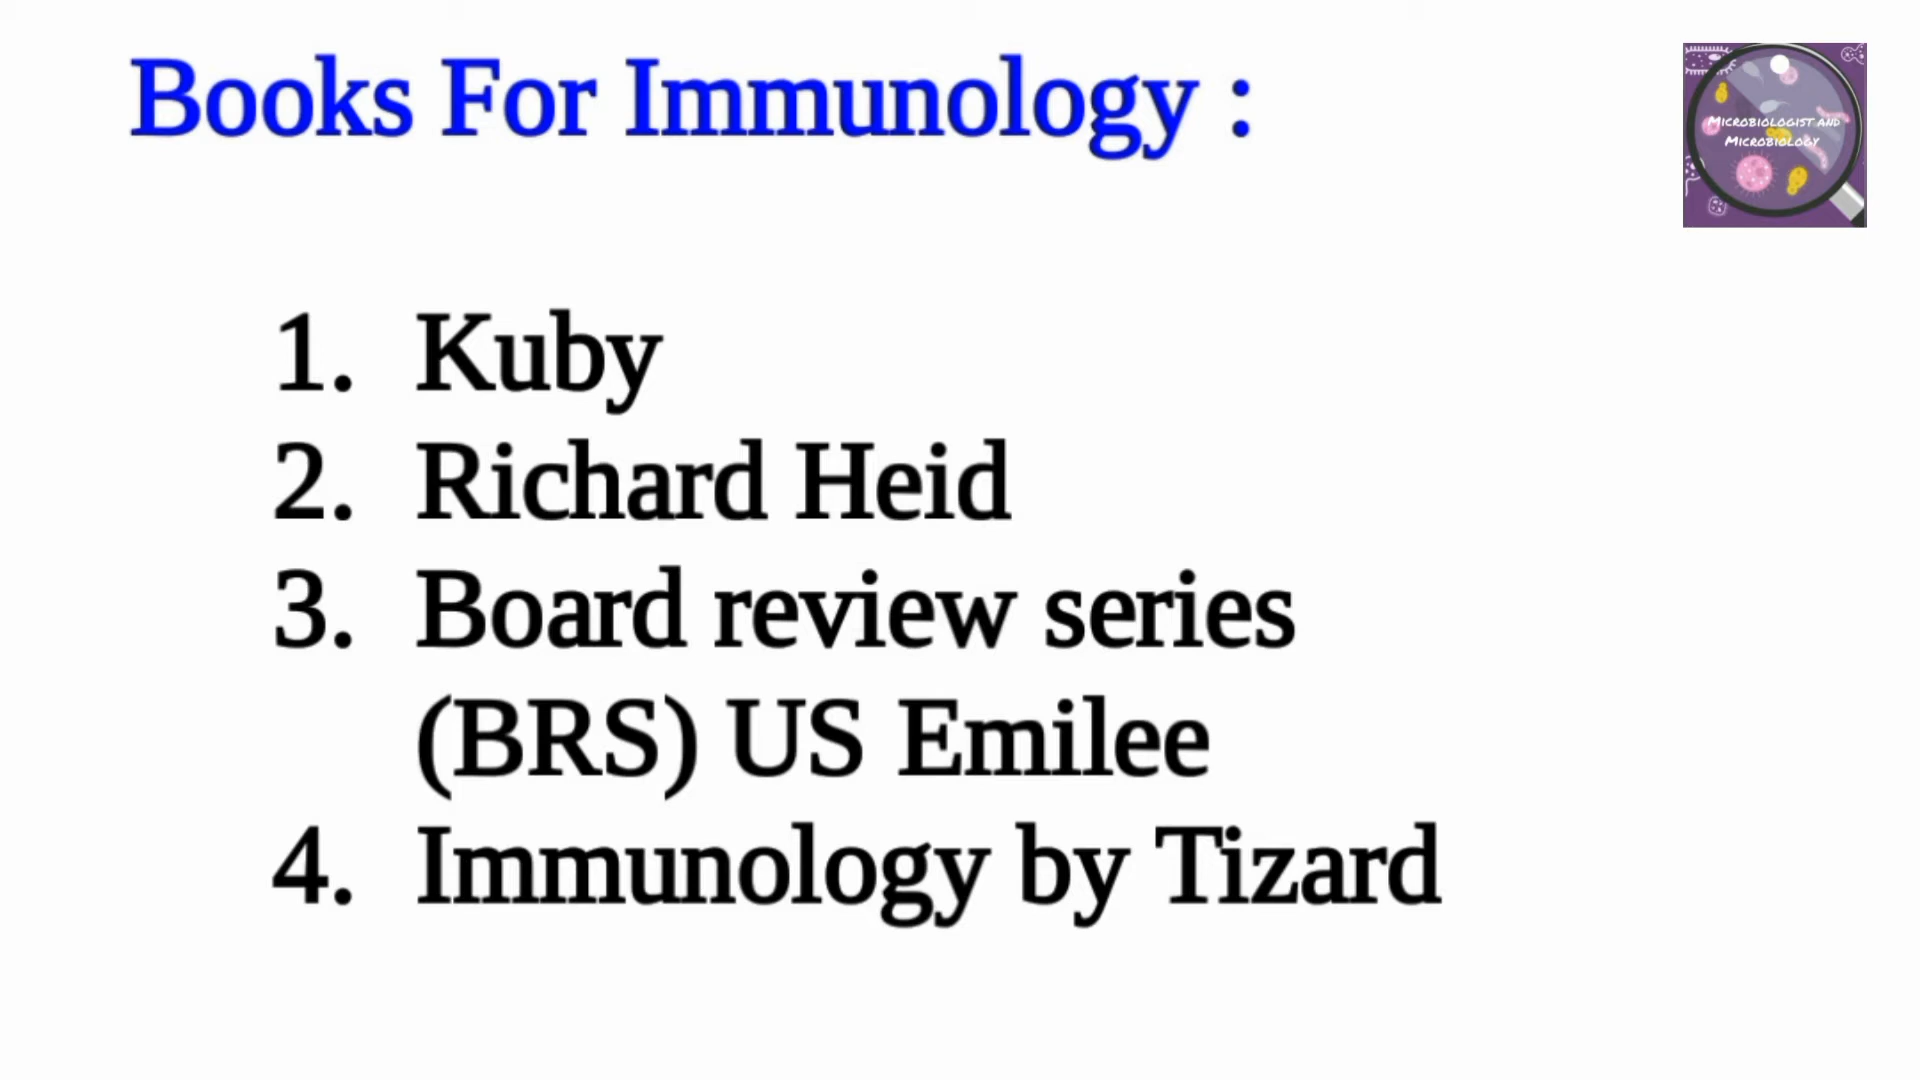 Books For Immunology :
MICROBIOLOGIST AND
MICROBIOLOGY
1. Kuby
2. Richard Heid
3. Board review series
(BRS) US Emilee
4. Immunology by Tizard